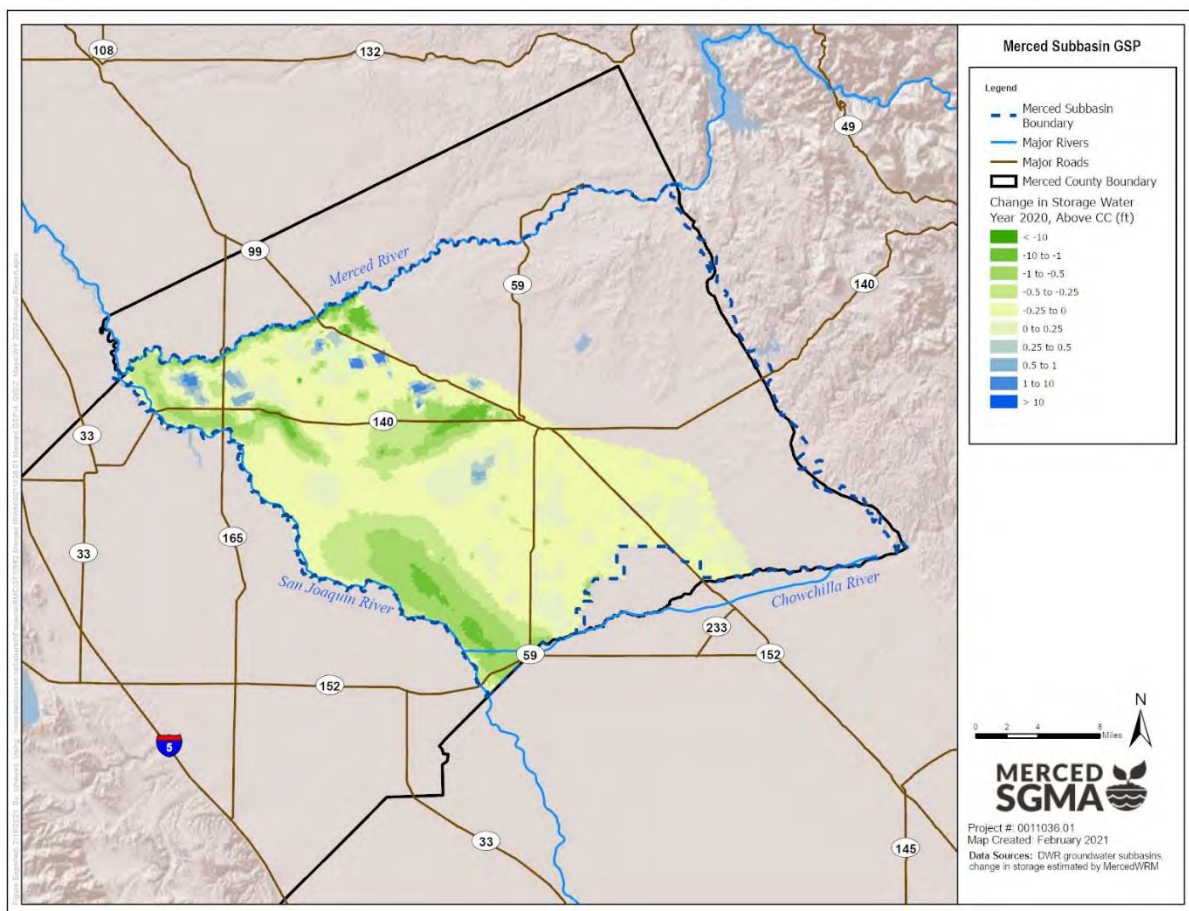 Merced Subbasin GSP
Legend
Merced Subbasin
Boundary
Major Rivers
Major Roads
Merced County Boundary
Change in Storage Water
Year 2020, Above CC (ft)
< -10
-10 to -1
-1 to -0.5
-0.5 to -0.25
-0.25 to 0
0 to 0.25
0.25 to 0.5
0.5 to 1
1 to 10
> 10
108
132
49
99
Merced River
59
140
33
140
165
33
San Joaquin River
Chowchilla River
233
59
152
152
5
33
145
N
0 2 4 8
Miles
MERCED
SGMA
Project #: 0011036.01
Map Created: February 2021
Data Sources: DWR groundwater subbasins,
change in storage estimated by MercedWRM